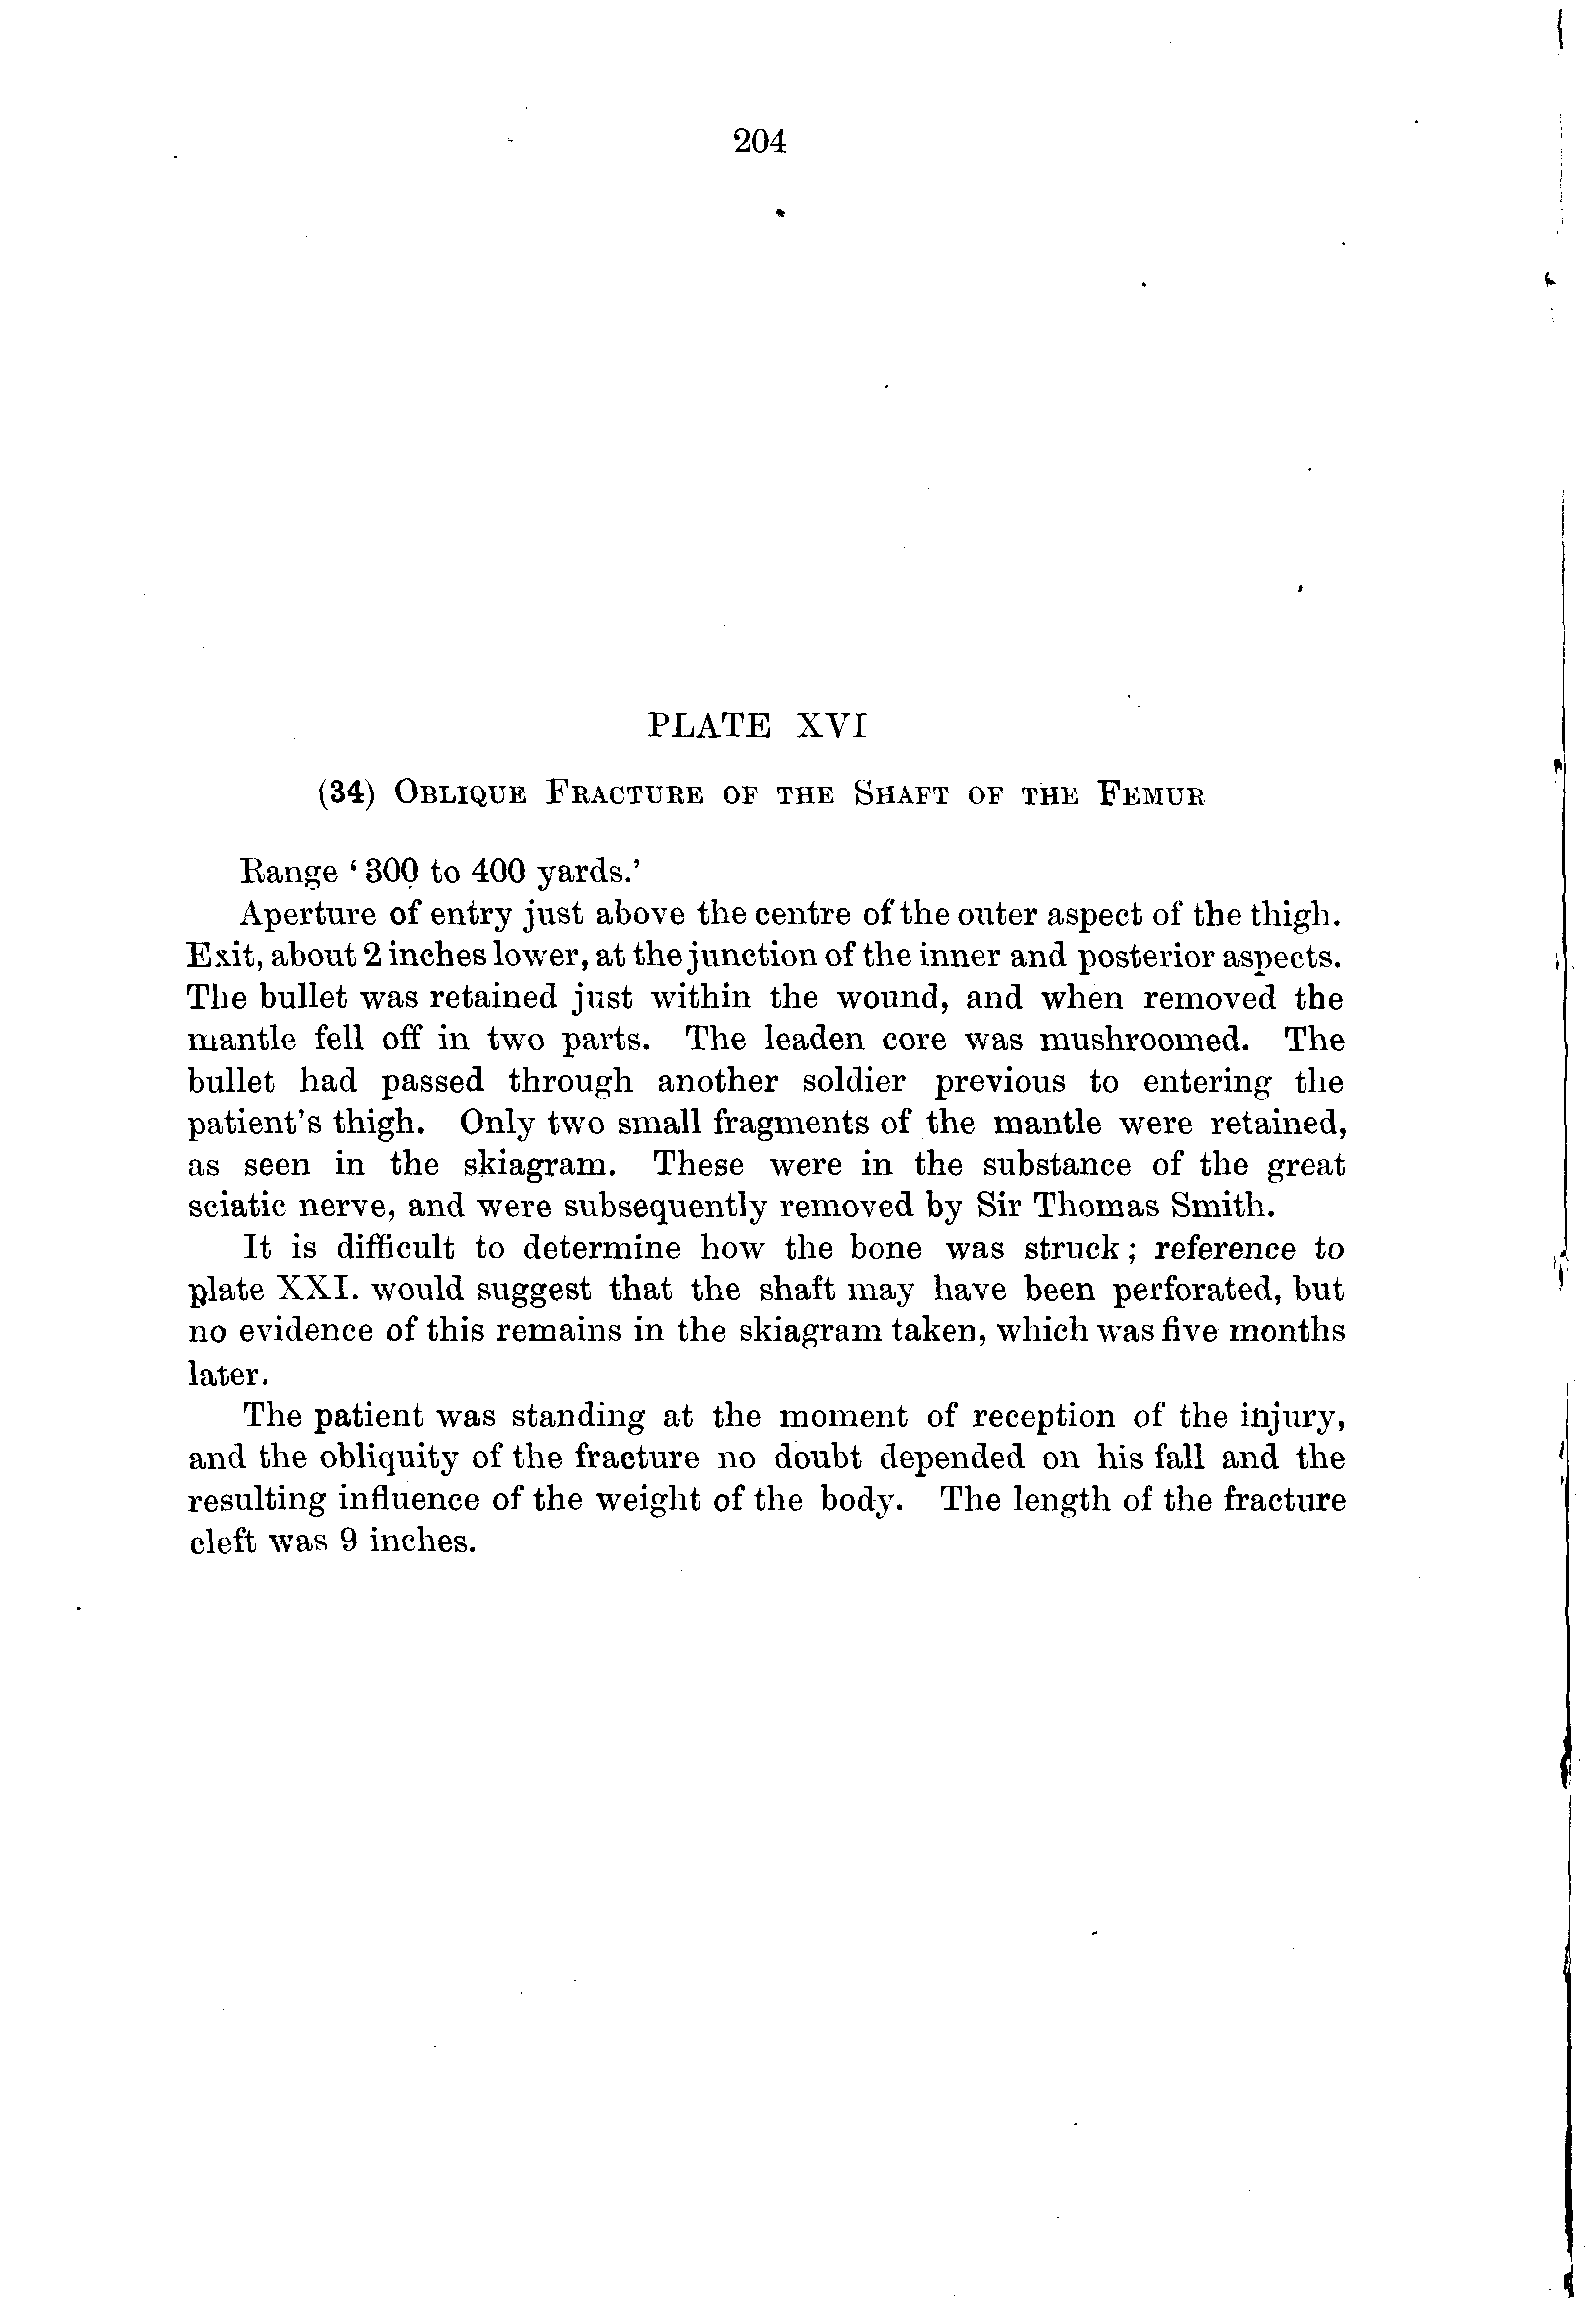 204
PLATE XVI
(34) Oblique Fracture of the Shaft of the Femur
Range ‘300 to 400 yards.’
Aperture of entry just above the centre of the outer aspect of the thigh.
Exit, about 2 inches lower, at the junction of the inner and posterior aspects.
The bullet was retained just within the wound, and when removed the
mantle fell off in two parts. The leaden core was mushroomed. The
bullet had passed through another soldier previous to entering the
patient’s thigh. Only two small fragments of the mantle were retained,
as seen in the skiagram. These were in the substance of the great
sciatic nerve, and were subsequently removed by Sir Thomas Smith.
It is difficult to determine how the bone was struck; reference to
plate XXI. would suggest that the shaft may have been perforated, but
no evidence of this remains in the skiagram taken, which was five months
later.
The patient was standing at the moment of reception of the injury,
and the obliquity of the fracture no doubt depended on his fall and the
resulting influence of the weight of the body. The length of the fracture
cleft was 9 inches.